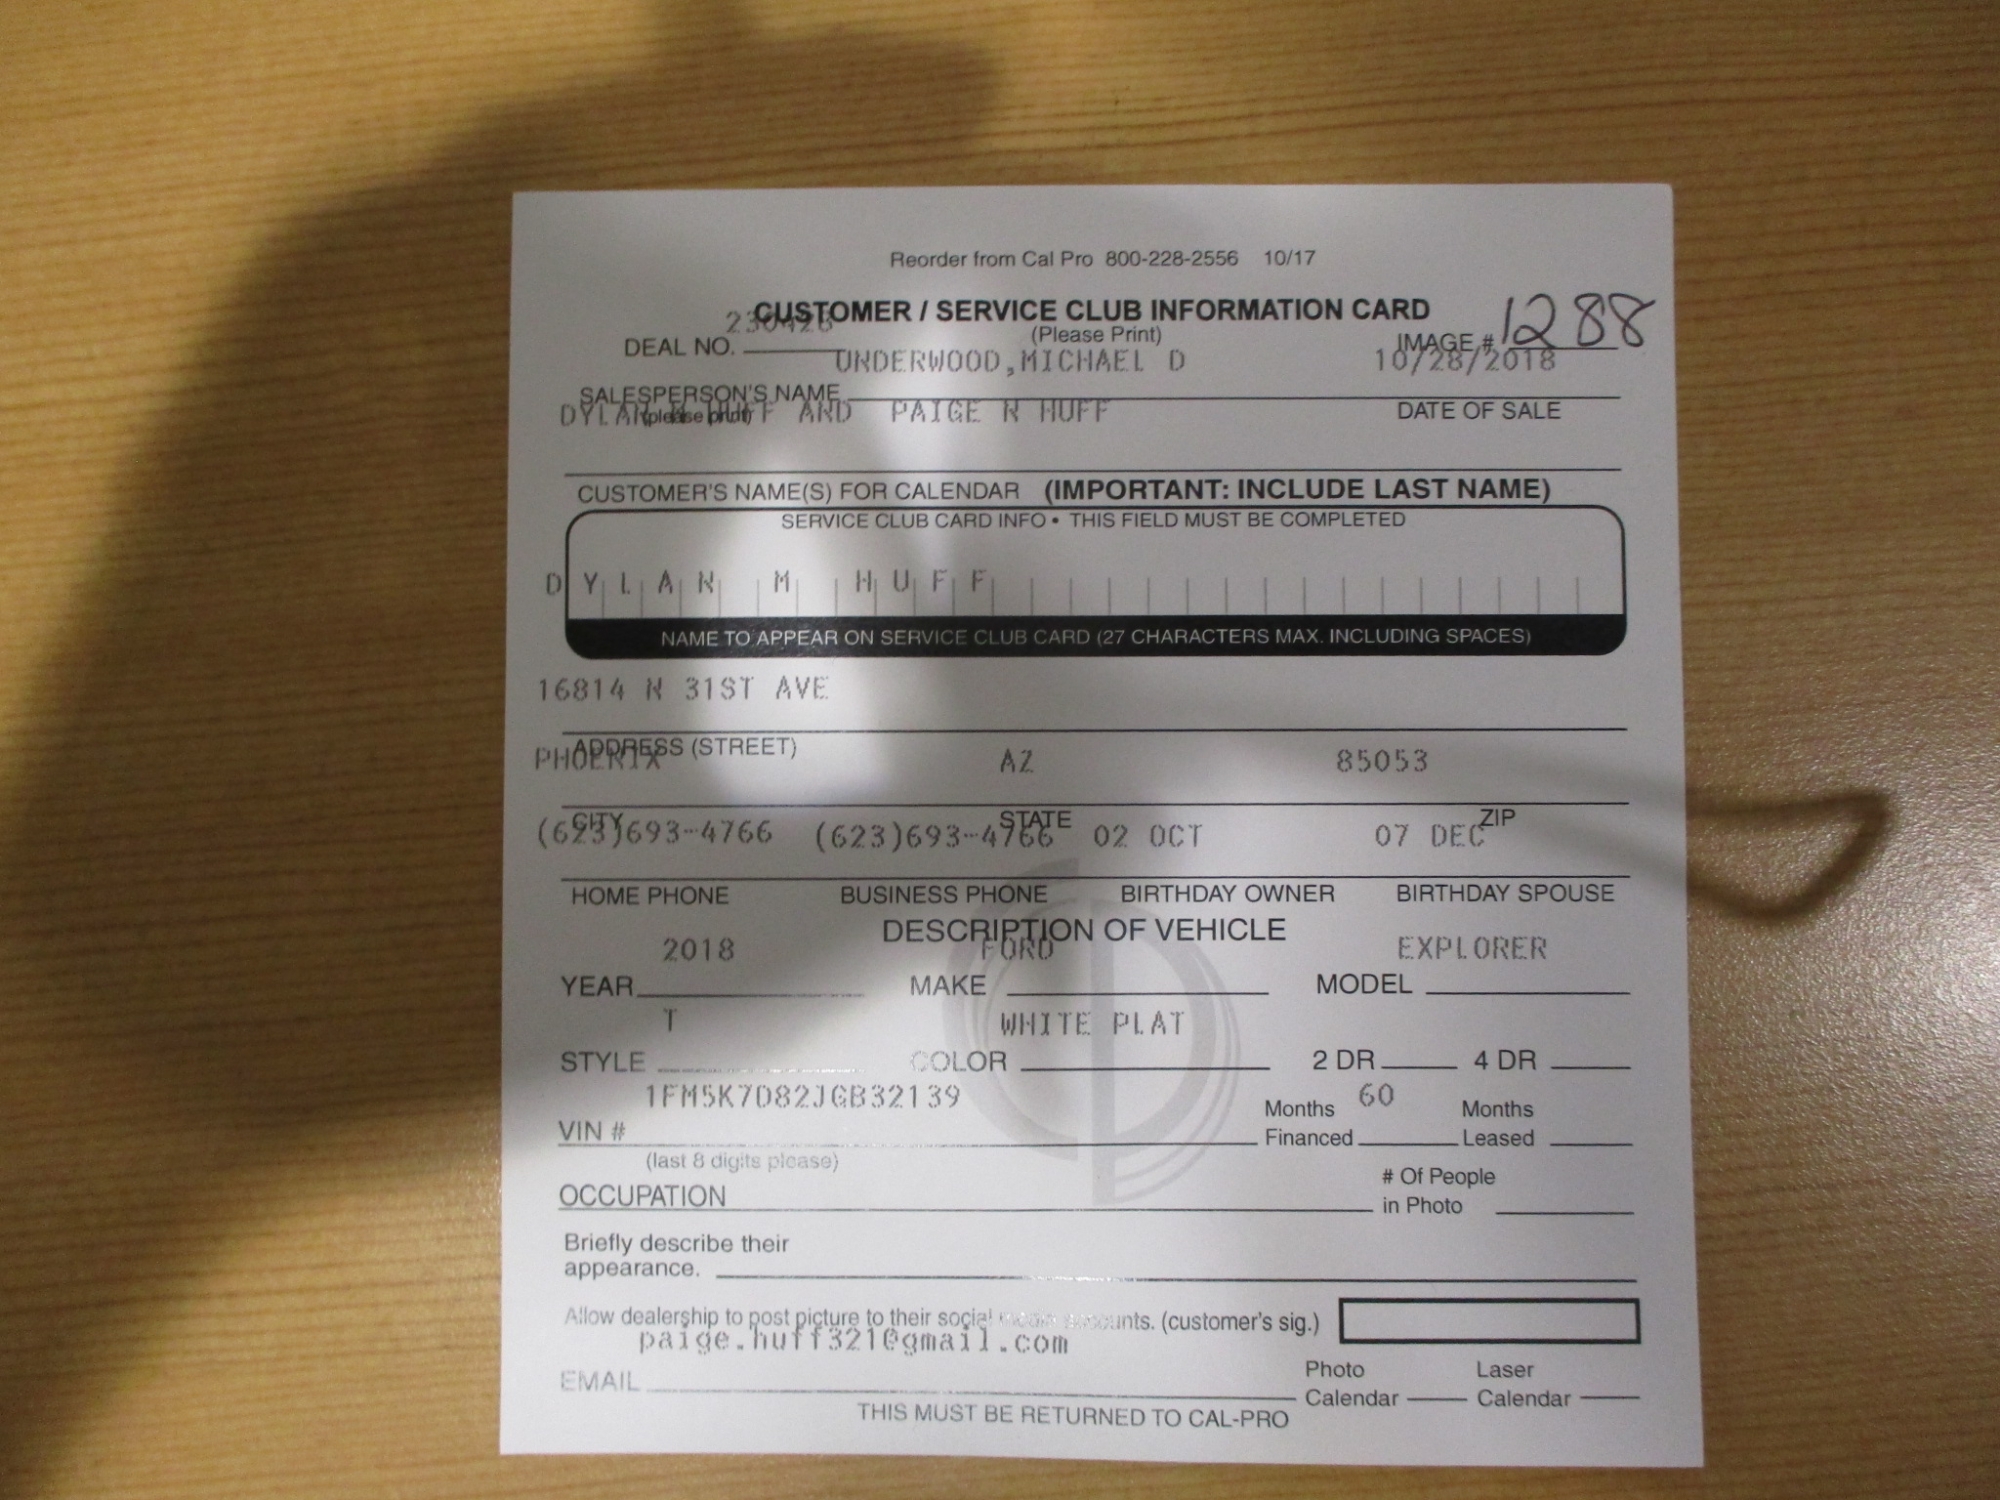 Reorder from Cal Pro 800-228-2556 10/17
CUSTOMER / SERVICE CLUB INFORMATION CARD
(Please Print)
DEAL NO. 230428
IMAGE # 1288
UNDERWOOD,MICHAEL D 10/28/2018
SALESPERSON'S NAME
(please print)
DATE OF SALE
DYLAN M HUFF AND PAIGE N HUFF
CUSTOMER'S NAME(S) FOR CALENDAR (IMPORTANT: INCLUDE LAST NAME)
SERVICE CLUB CARD INFO • THIS FIELD MUST BE COMPLETED
DYLAN M HUFF
NAME TO APPEAR ON SERVICE CLUB CARD (27 CHARACTERS MAX. INCLUDING SPACES)
16814 N 31ST AVE
ADDRESS (STREET)
PHOENIX AZ 85053
CITY STATE ZIP
(623)693-4766 (623)693-4766 02 OCT 07 DEC
HOME PHONE BUSINESS PHONE BIRTHDAY OWNER BIRTHDAY SPOUSE
DESCRIPTION OF VEHICLE
2018 FORD EXPLORER
YEAR MAKE MODEL
T WHITE PLAT
STYLE COLOR 2 DR 4 DR
1FM5K7D82JGB32139 60
VIN # Months Financed Months Leased
(last 8 digits please)
OCCUPATION # Of People in Photo
Briefly describe their
appearance.
Allow dealership to post picture to their social media accounts. (customer's sig.)
paige.huff321@gmail.com
EMAIL Photo Calendar Laser Calendar
THIS MUST BE RETURNED TO CAL-PRO